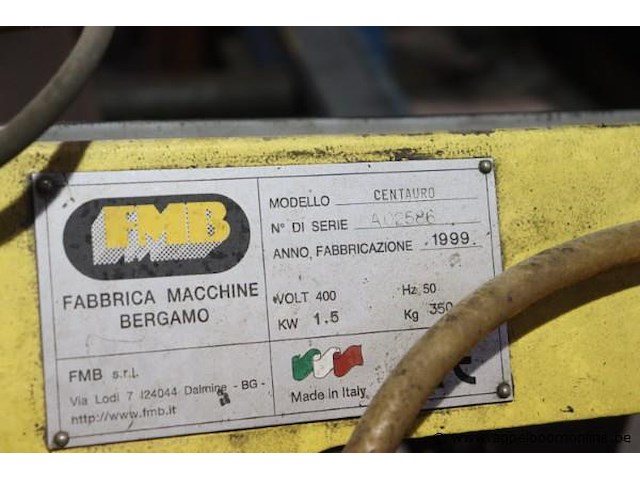 FMB
FABBRICA MACCHINE
BERGAMO
FMB s.r.l.
Via Lodi 7 I24044 Dalmine - BG -
http://www.fmb.it
MODELLO CENTAURO
N° DI SERIE A02586
ANNO FABBRICAZIONE 1999
VOLT 400 Hz 50
KW 1.5 Kg 350
Made in Italy